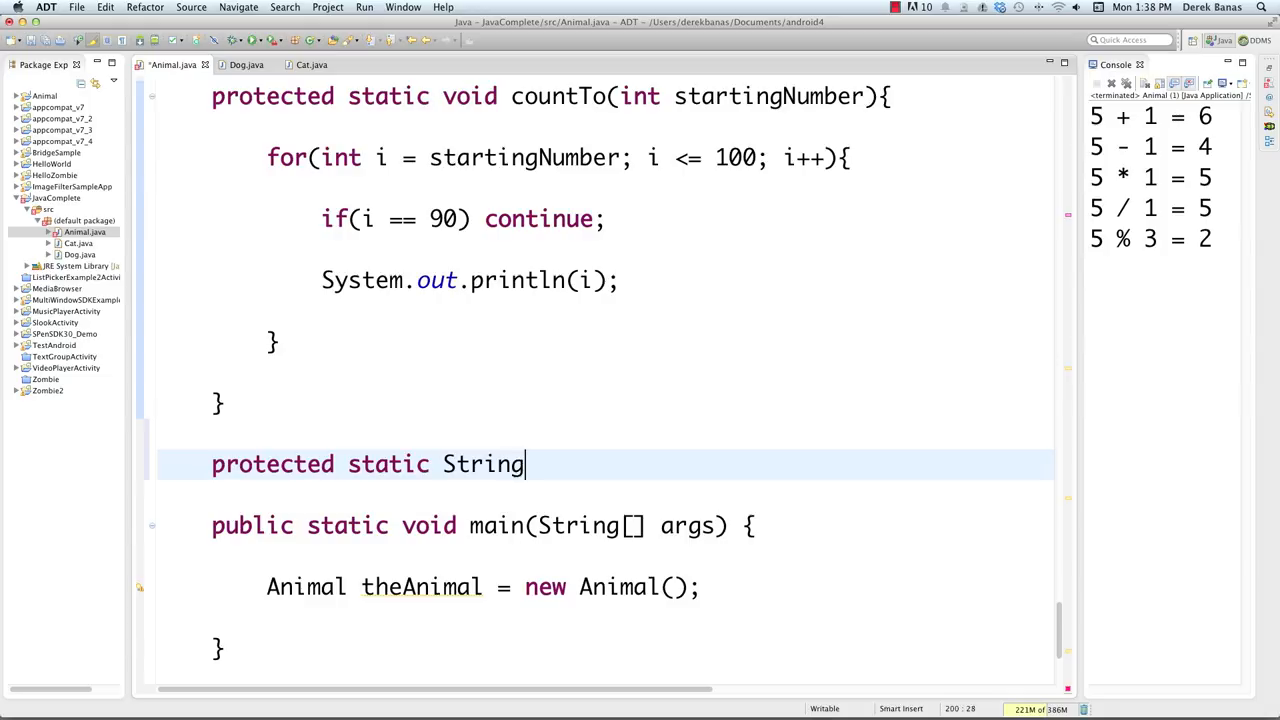 ADT File Edit Refactor Source Navigate Search Project Run Window Help 10 Mon 1:38 PM Derek Banas
Java - JavaComplete/src/Animal.java - ADT - /Users/derekbanas/Documents/android4
Quick Access Java DDMS
Package Exp
Animal
appcompat_v7
appcompat_v7_2
appcompat_v7_3
appcompat_v7_4
BridgeSample
HelloWorld
HelloZombie
ImageFilterSampleApp
JavaComplete
src
(default package)
Animal.java
Cat.java
Dog.java
JRE System Library [Ja
ListPickerExample2Activi
MediaBrowser
MultiWindowSDKExample
MusicPlayerActivity
SlookActivity
SPenSDK30_Demo
TestAndroid
TextGroupActivity
VideoPlayerActivity
Zombie
Zombie2
*Animal.java Dog.java Cat.java
protected static void countTo(int startingNumber){
for(int i = startingNumber; i <= 100; i++){
if(i == 90) continue;
System.out.println(i);
}
}
protected static String
public static void main(String[] args) {
Animal theAnimal = new Animal();
}
Console
<terminated> Animal (1) [Java Application] /S
5 + 1 = 6
5 - 1 = 4
5 * 1 = 5
5 / 1 = 5
5 % 3 = 2
Writable Smart Insert 200 : 28 221M of 386M